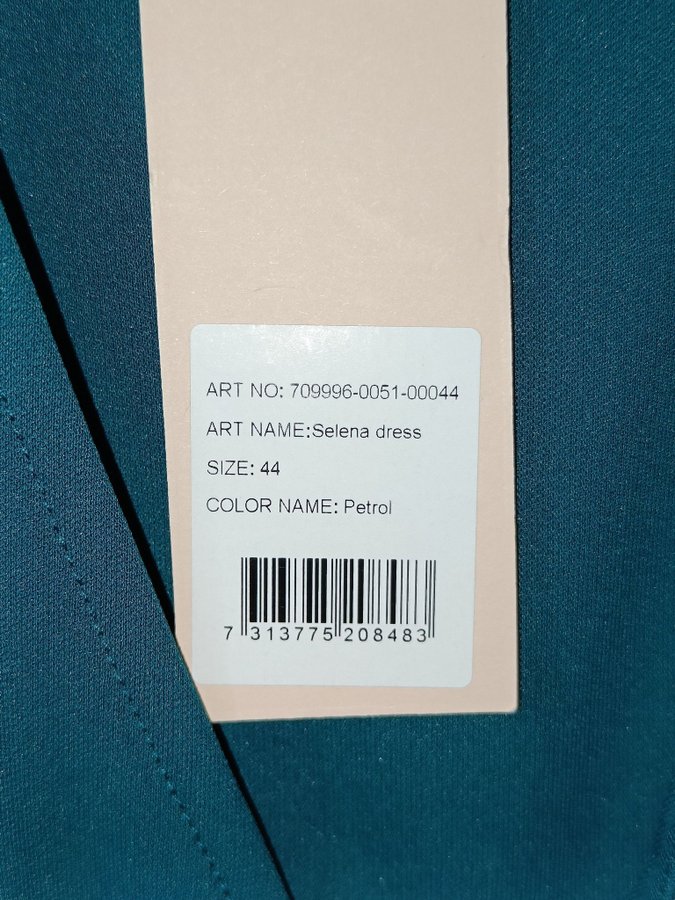 ART NO: 709996-0051-00044
ART NAME:Selena dress
SIZE: 44
COLOR NAME: Petrol
7 313775 208483